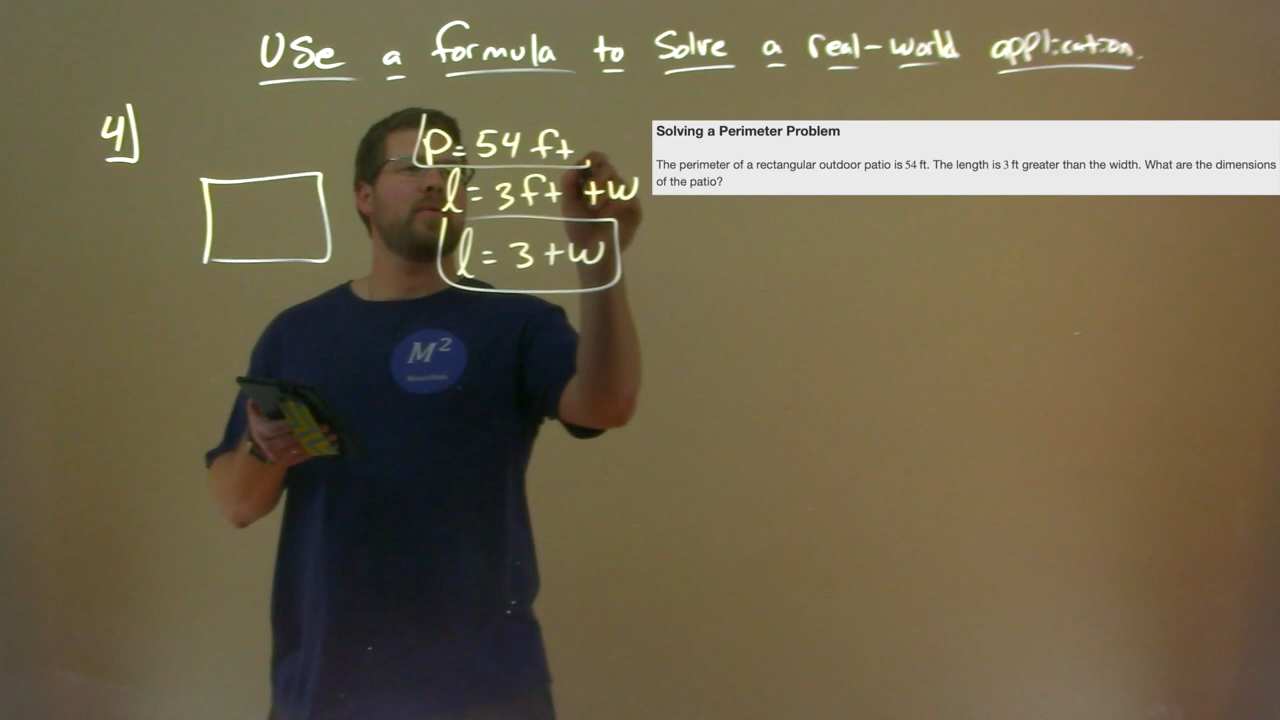 Use a formula to Solve a real-world application.
4)
P = 54 ft
l = 3 ft + w
l = 3 + w
Solving a Perimeter Problem
The perimeter of a rectangular outdoor patio is 54 ft. The length is 3 ft greater than the width. What are the dimensions
of the patio?
M²